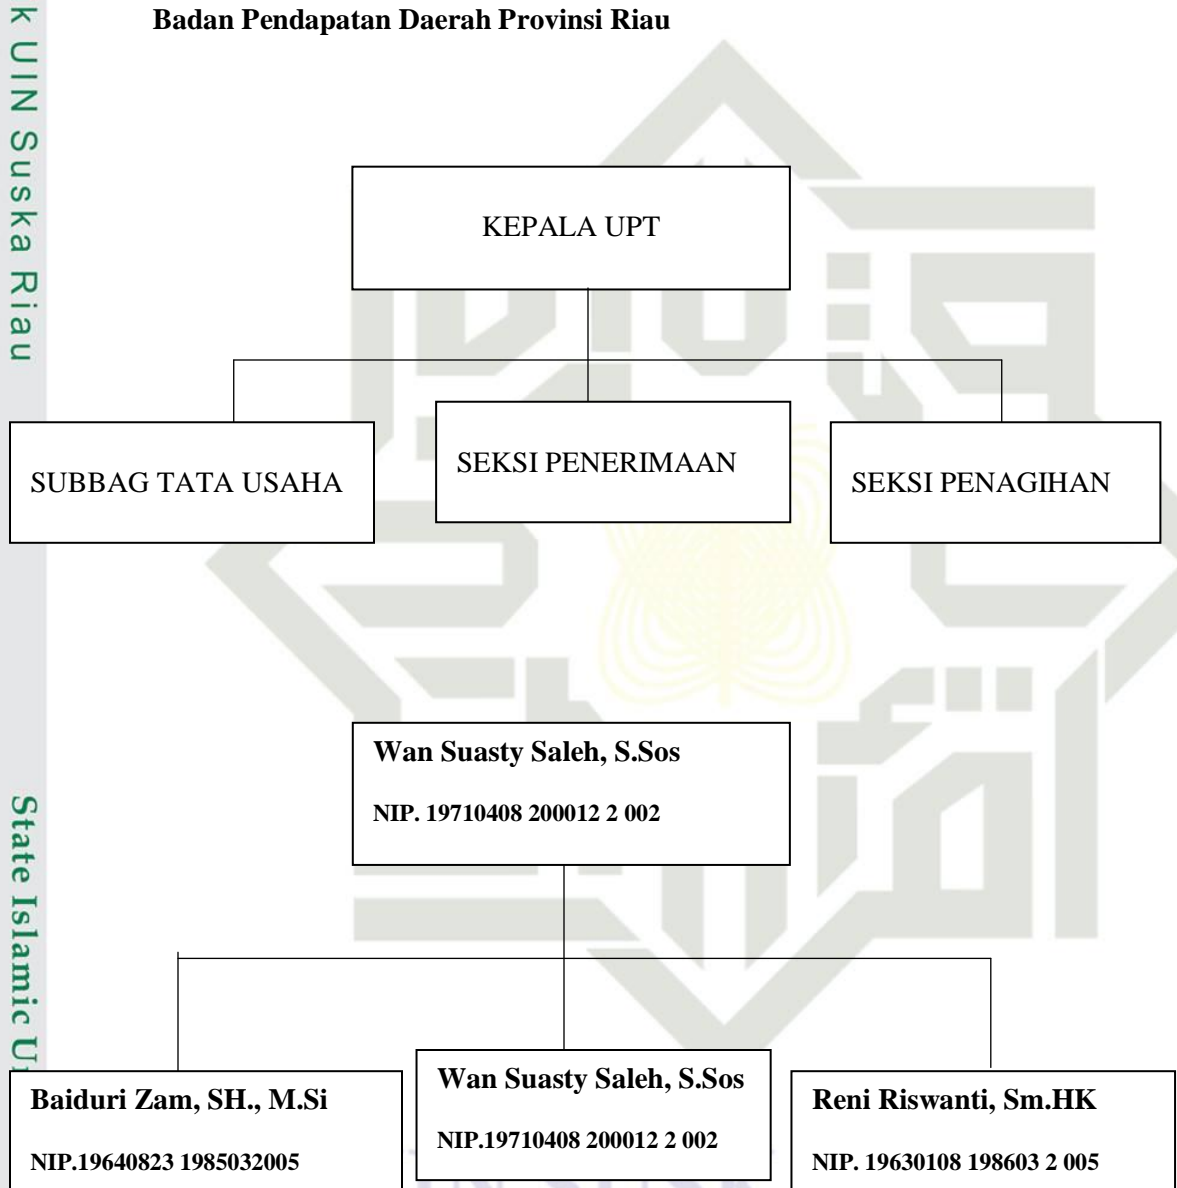 Badan Pendapatan Daerah Provinsi Riau
k UIN Suska Riau
KEPALA UPT
SUBBAG TATA USAHA
SEKSI PENERIMAAN
SEKSI PENAGIHAN
Wan Suasty Saleh, S.Sos
NIP. 19710408 200012 2 002
State Islamic Un
Baiduri Zam, SH., M.Si
NIP.19640823 1985032005
Wan Suasty Saleh, S.Sos
NIP.19710408 200012 2 002
Reni Riswanti, Sm.HK
NIP. 19630108 198603 2 005